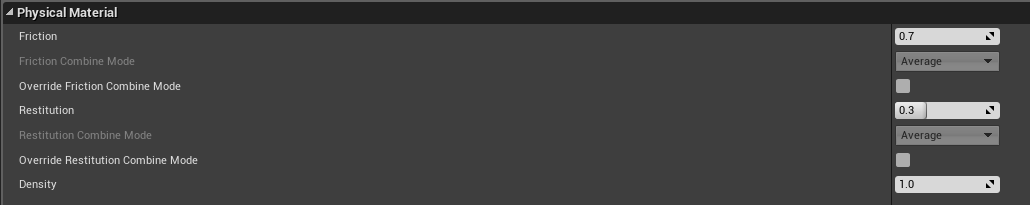 Physical Material
Friction 0.7
Friction Combine Mode Average
Override Friction Combine Mode
Restitution 0.3
Restitution Combine Mode Average
Override Restitution Combine Mode
Density 1.0